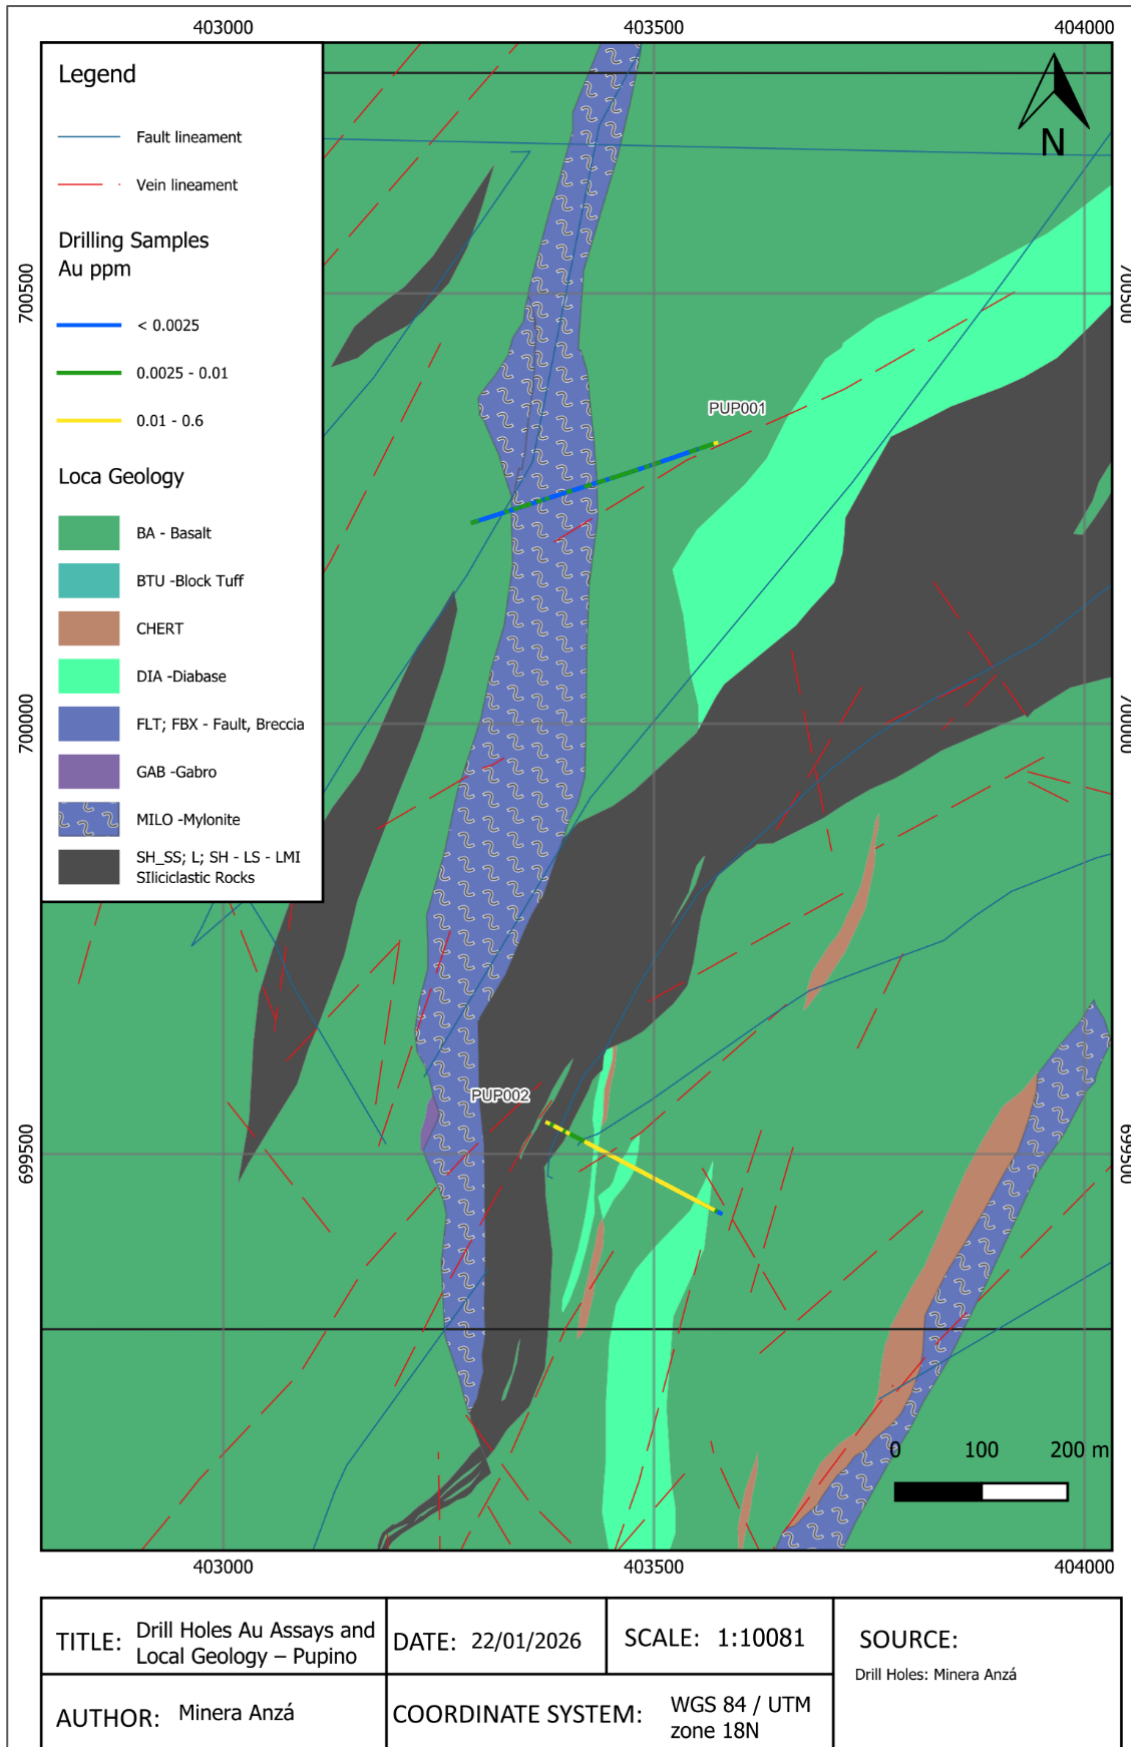 403000
403500
404000
Legend
Fault lineament
Vein lineament
Drilling Samples
Au ppm
< 0.0025
0.0025 - 0.01
0.01 - 0.6
Loca Geology
BA - Basalt
BTU -Block Tuff
CHERT
DIA -Diabase
FLT; FBX - Fault, Breccia
GAB -Gabro
MILO -Mylonite
SH_SS; L; SH - LS - LMI
SIliciclastic Rocks
N
700500
700500
PUP001
700000
700000
PUP002
699500
699500
0 100 200 m
403000
403500
404000
TITLE: Drill Holes Au Assays and
Local Geology – Pupino
DATE: 22/01/2026
SCALE: 1:10081
SOURCE:
Drill Holes: Minera Anzá
AUTHOR: Minera Anzá
COORDINATE SYSTEM: WGS 84 / UTM
zone 18N